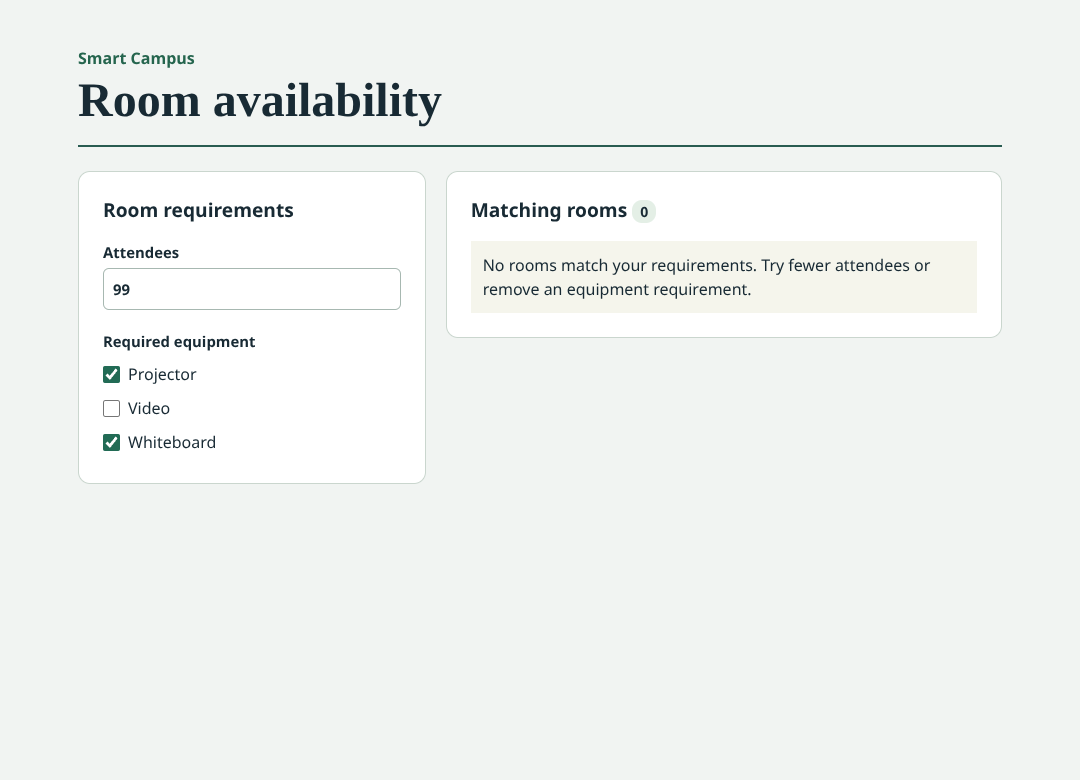 Smart Campus
Room availability
Room requirements
Attendees
99
Required equipment
Projector
Video
Whiteboard
Matching rooms 0
No rooms match your requirements. Try fewer attendees or
remove an equipment requirement.